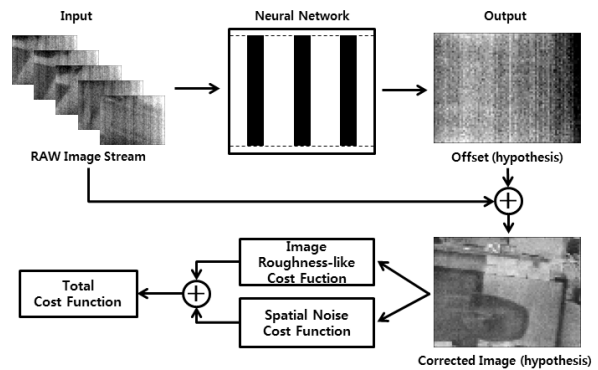 Input
Neural Network
Output
RAW Image Stream
Offset (hypothesis)
Image
Roughness-like
Cost Fuction
Total
Cost Function
Spatial Noise
Cost Function
Corrected Image (hypothesis)